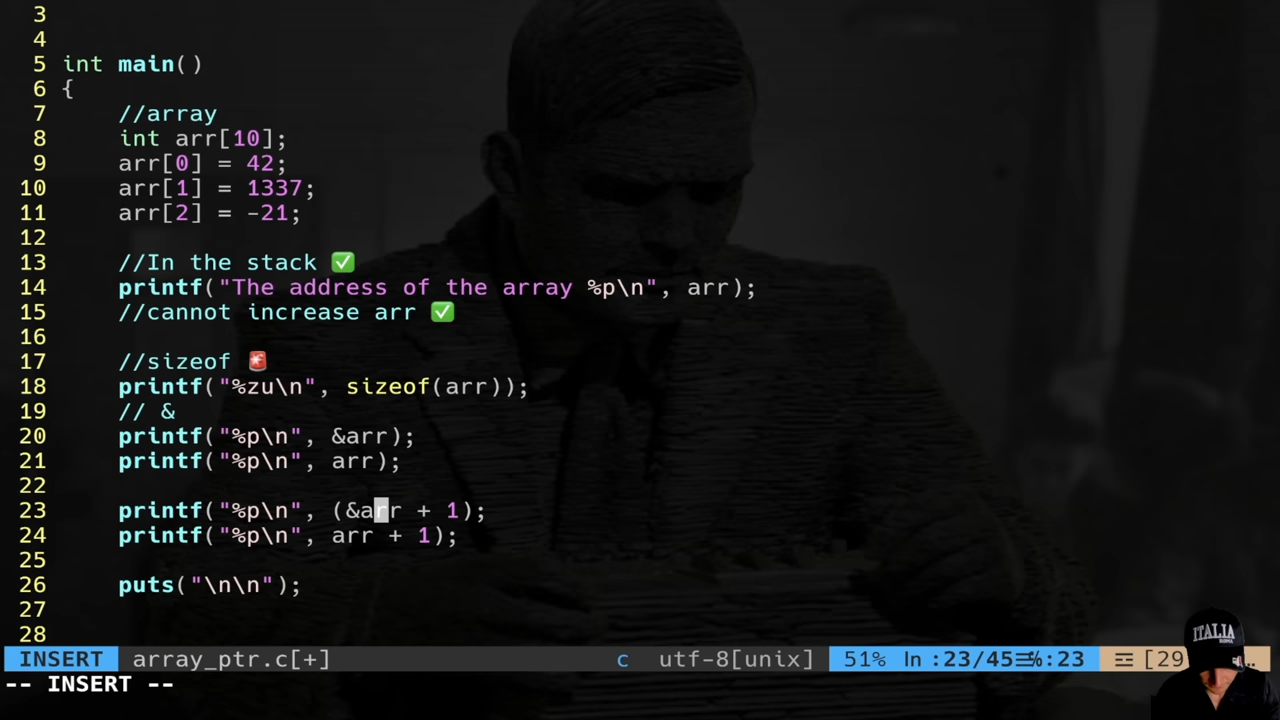 3
4
5 int main()
6 {
7 //array
8 int arr[10];
9 arr[0] = 42;
10 arr[1] = 1337;
11 arr[2] = -21;
12
13 //In the stack ✅
14 printf("The address of the array %p\n", arr);
15 //cannot increase arr ✅
16
17 //sizeof 🚨
18 printf("%zu\n", sizeof(arr));
19 // &
20 printf("%p\n", &arr);
21 printf("%p\n", arr);
22
23 printf("%p\n", (&arr + 1);
24 printf("%p\n", arr + 1);
25
26 puts("\n\n");
27
28
INSERT array_ptr.c[+] c utf-8[unix] 51% ln :23/45☰%:23 ☲ [29
-- INSERT --
ITALIA